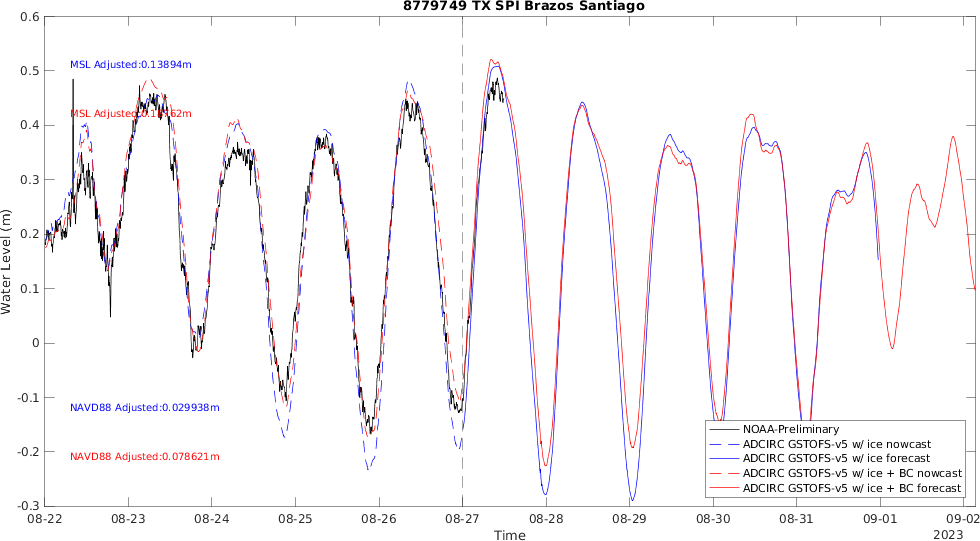 8779749 TX SPI Brazos Santiago
0.6
0.5
0.4
0.3
0.2
0.1
0
-0.1
-0.2
-0.3
Water Level (m)
MSL Adjusted:0.13894m
MSL Adjusted:
NAVD88 Adjusted:0.029938m
NAVD88 Adjusted:0.078621m
NOAA-Preliminary
ADCIRC GSTOFS-v5 w/ ice nowcast
ADCIRC GSTOFS-v5 w/ ice forecast
ADCIRC GSTOFS-v5 w/ ice + BC nowcast
ADCIRC GSTOFS-v5 w/ ice + BC forecast
08-22 08-23 08-24 08-25 08-26 08-27 08-28 08-29 08-30 08-31 09-01 09-02
Time
2023